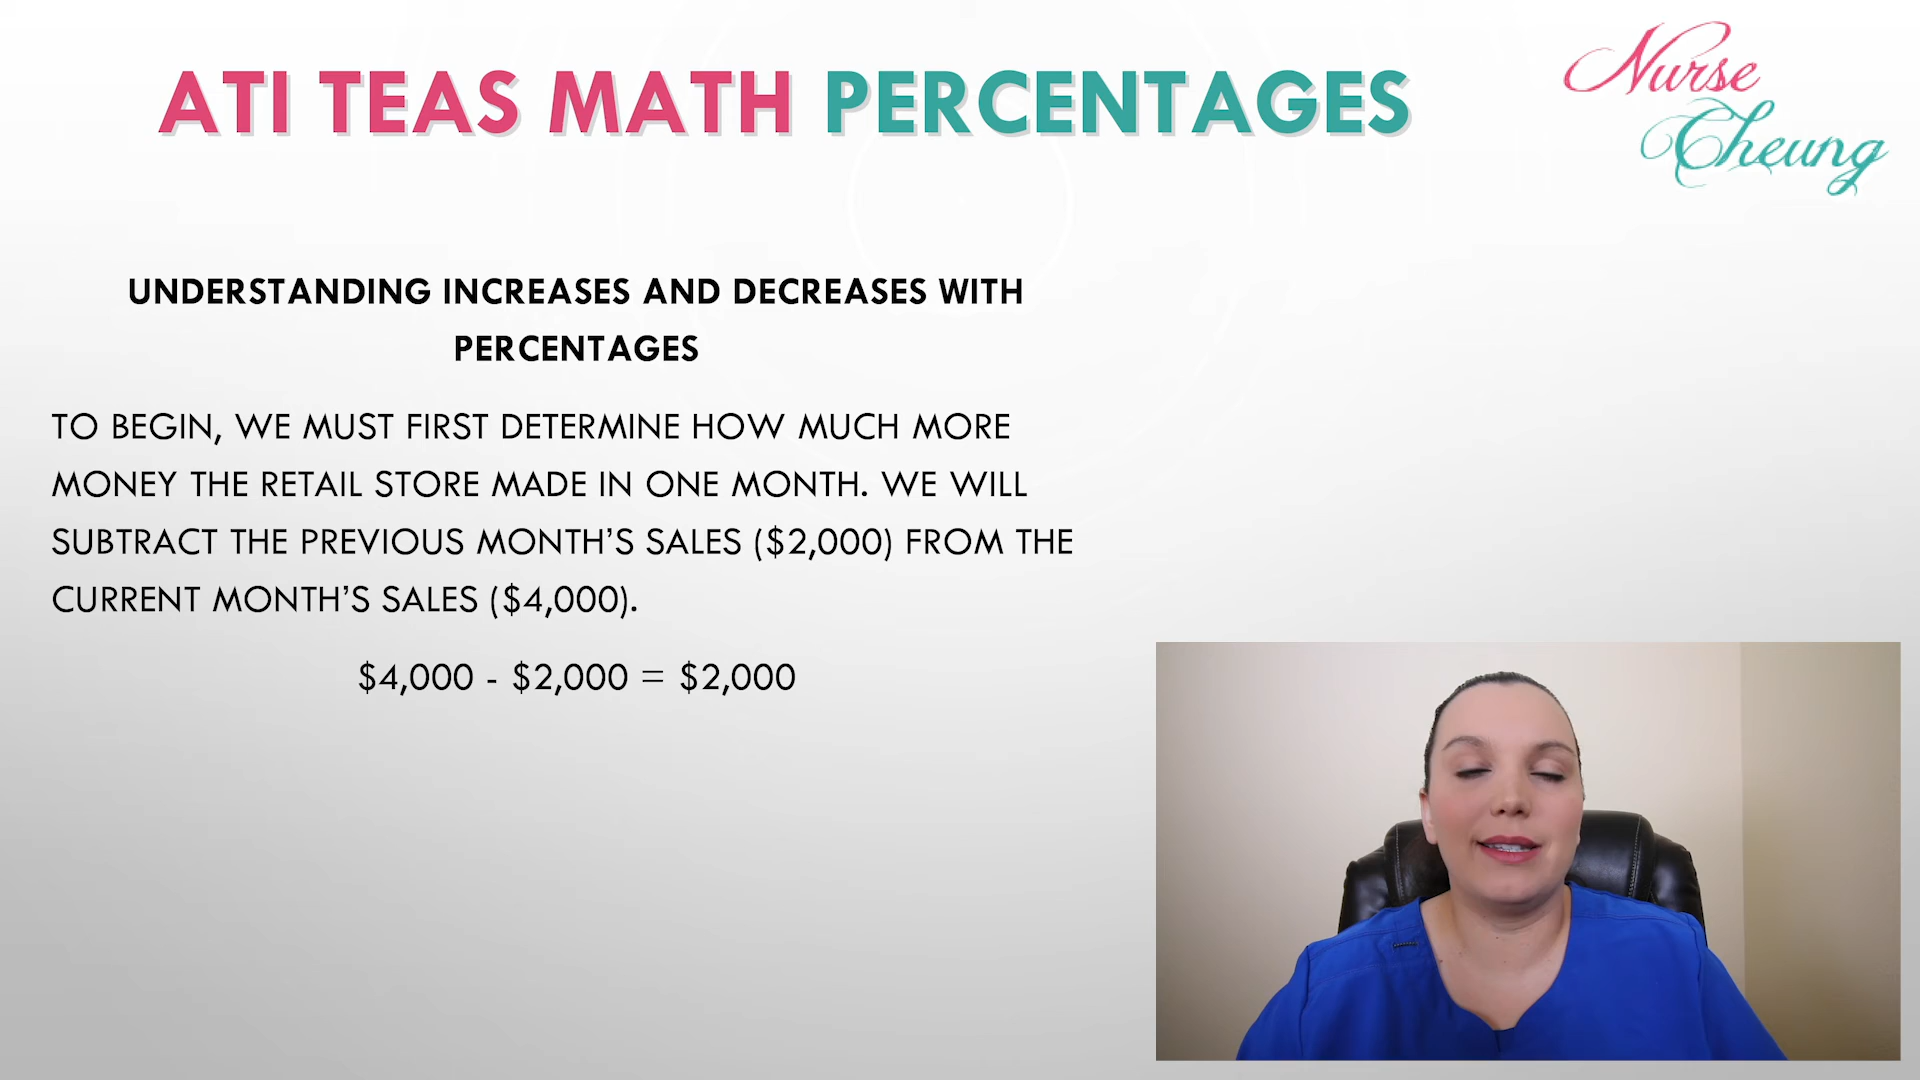 ATI TEAS MATH PERCENTAGES
Nurse
Cheung
UNDERSTANDING INCREASES AND DECREASES WITH
PERCENTAGES
TO BEGIN, WE MUST FIRST DETERMINE HOW MUCH MORE
MONEY THE RETAIL STORE MADE IN ONE MONTH. WE WILL
SUBTRACT THE PREVIOUS MONTH’S SALES ($2,000) FROM THE
CURRENT MONTH’S SALES ($4,000).
$4,000 - $2,000 = $2,000